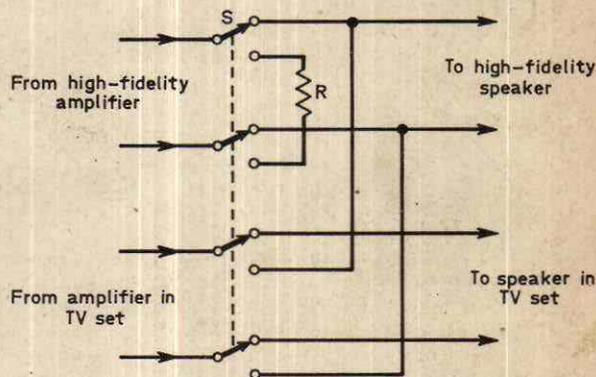 S
From high-fidelity
amplifier
To high-fidelity
speaker
R
From amplifier in
TV set
To speaker in
TV set